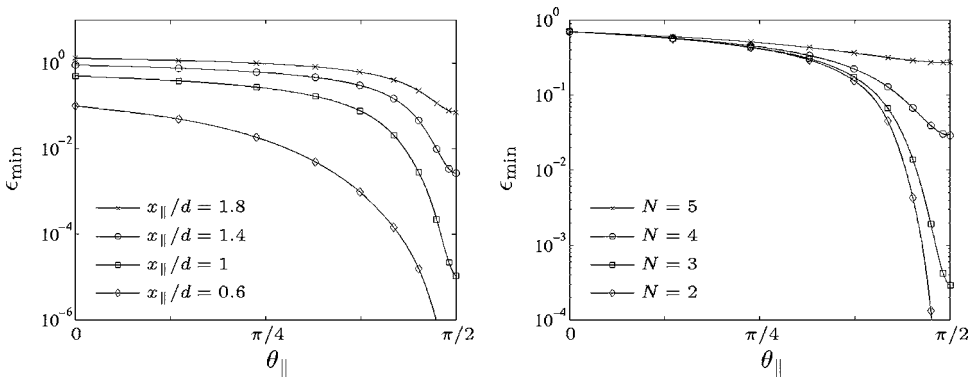 10^0
10^-2
10^-4
10^-6
ϵ_min
x_∥/d = 1.8
x_∥/d = 1.4
x_∥/d = 1
x_∥/d = 0.6
0
π/4
π/2
θ_∥
10^0
10^-1
10^-2
10^-3
10^-4
ϵ_min
N = 5
N = 4
N = 3
N = 2
0
π/4
π/2
θ_∥